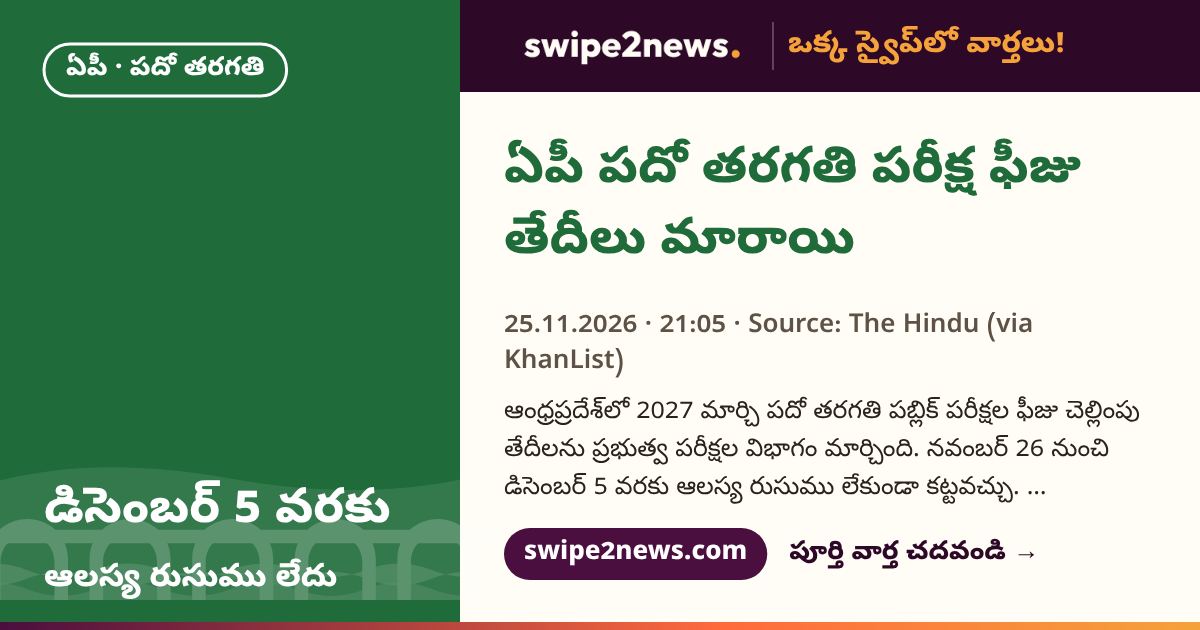 ఏపీ · పదో తరగతి
డిసెంబర్ 5 వరకు
ఆలస్య రుసుము లేదు
swipe2news.
ఒక్క స్వైప్‌లో వార్తలు!
ఏపీ పదో తరగతి పరీక్ష ఫీజు
తేదీలు మారాయి
25.11.2026 · 21:05 · Source: The Hindu (via
KhanList)
ఆంధ్రప్రదేశ్‌లో 2027 మార్చి పదో తరగతి పబ్లిక్ పరీక్షల ఫీజు చెల్లింపు
తేదీలను ప్రభుత్వ పరీక్షల విభాగం మార్చింది. నవంబర్ 26 నుంచి
డిసెంబర్ 5 వరకు ఆలస్య రుసుము లేకుండా కట్టవచ్చు. ...
swipe2news.com
పూర్తి వార్త చదవండి →